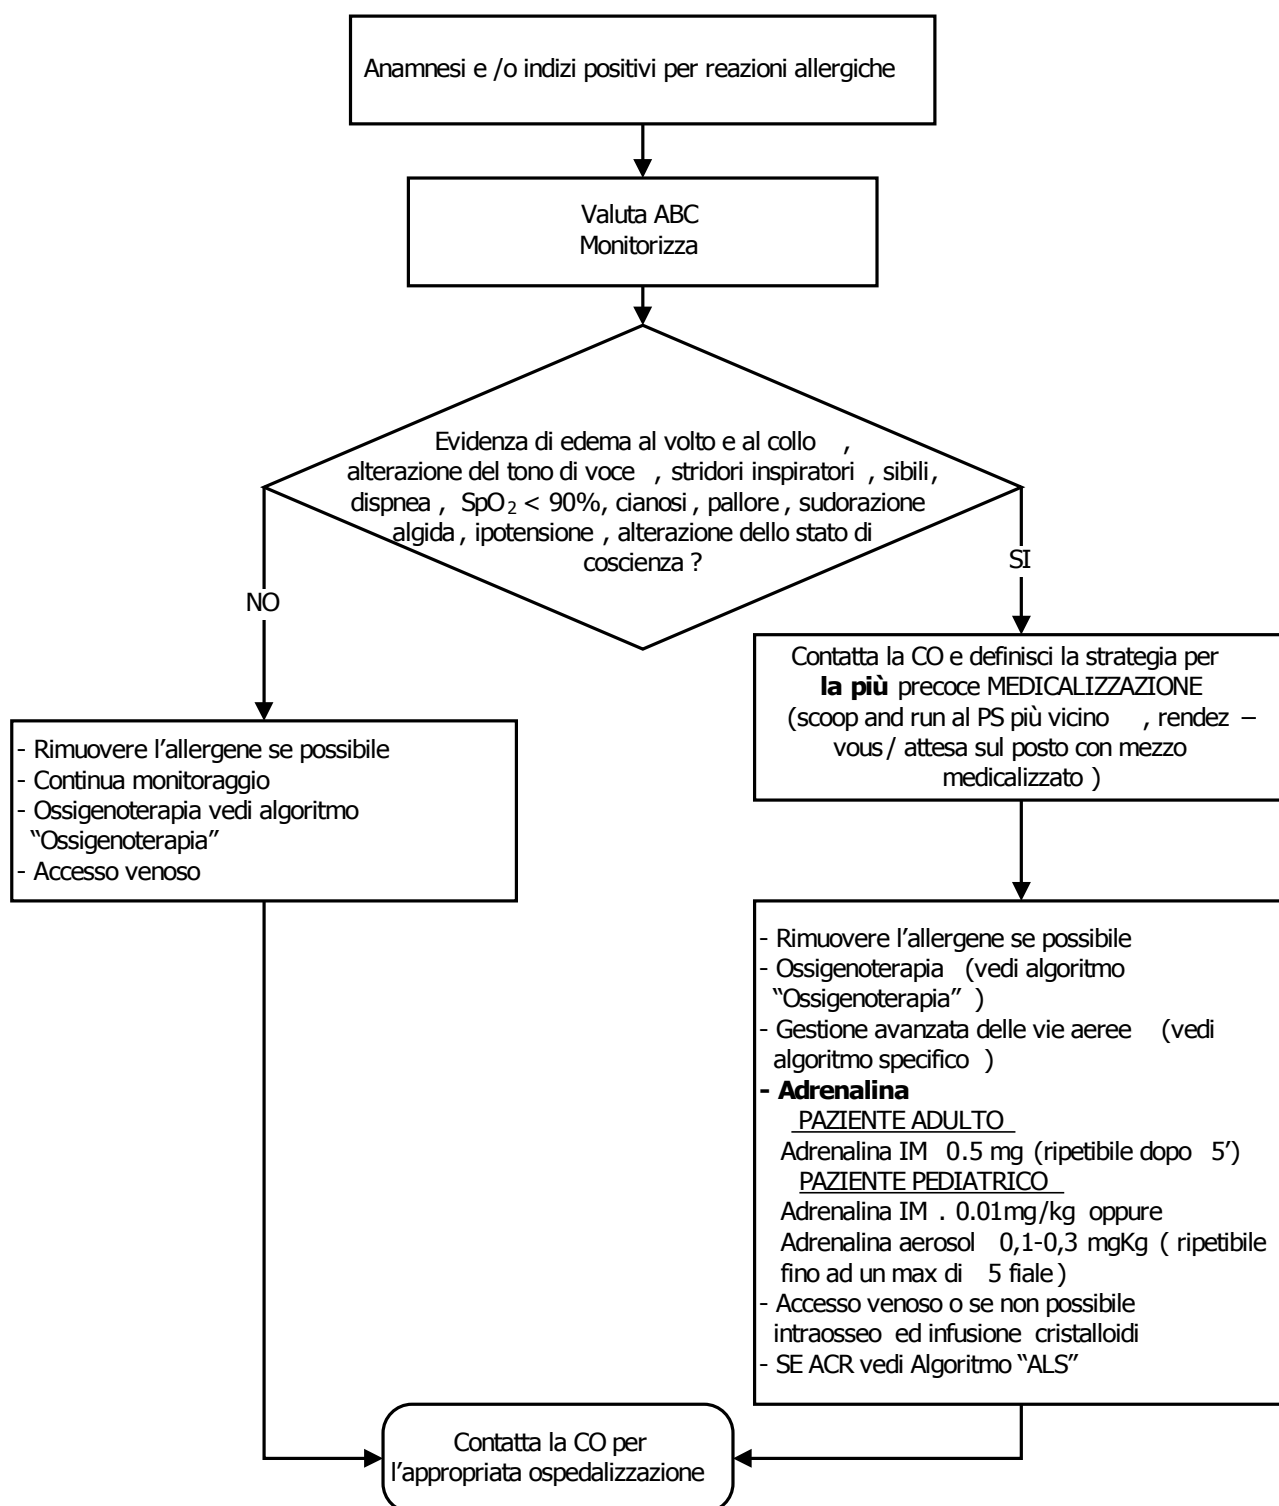 Anamnesi e /o indizi positivi per reazioni allergiche
Valuta ABC
Monitorizza
Evidenza di edema al volto e al collo ,
alterazione del tono di voce , stridori inspiratori , sibili,
dispnea , SpO2 < 90%, cianosi , pallore , sudorazione
algida , ipotensione , alterazione dello stato di
coscienza ?
NO
SI
- Rimuovere l’allergene se possibile
- Continua monitoraggio
- Ossigenoterapia vedi algoritmo
“Ossigenoterapia”
- Accesso venoso
Contatta la CO e definisci la strategia per
la più precoce MEDICALIZZAZIONE
(scoop and run al PS più vicino , rendez –
vous / attesa sul posto con mezzo
medicalizzato )
- Rimuovere l’allergene se possibile
- Ossigenoterapia (vedi algoritmo
“Ossigenoterapia” )
- Gestione avanzata delle vie aeree (vedi
algoritmo specifico )
- Adrenalina
PAZIENTE ADULTO
Adrenalina IM 0.5 mg (ripetibile dopo 5’)
PAZIENTE PEDIATRICO
Adrenalina IM . 0.01mg/kg oppure
Adrenalina aerosol 0,1-0,3 mgKg ( ripetibile
fino ad un max di 5 fiale )
- Accesso venoso o se non possibile
intraosseo ed infusione cristalloidi
- SE ACR vedi Algoritmo “ALS”
Contatta la CO per
l’appropriata ospedalizzazione